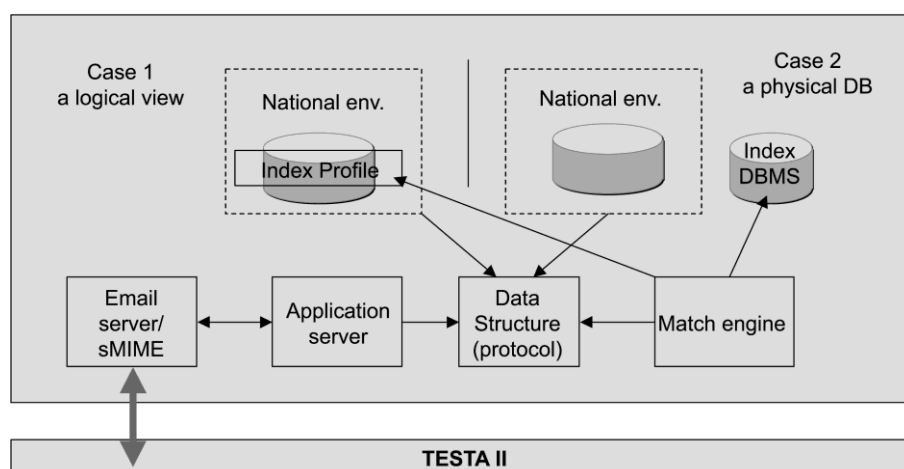 Case 1
a logical view
National env.
Index Profile
National env.
Case 2
a physical DB
Index
DBMS
Email
server/
sMIME
Application
server
Data
Structure
(protocol)
Match engine
TESTA II